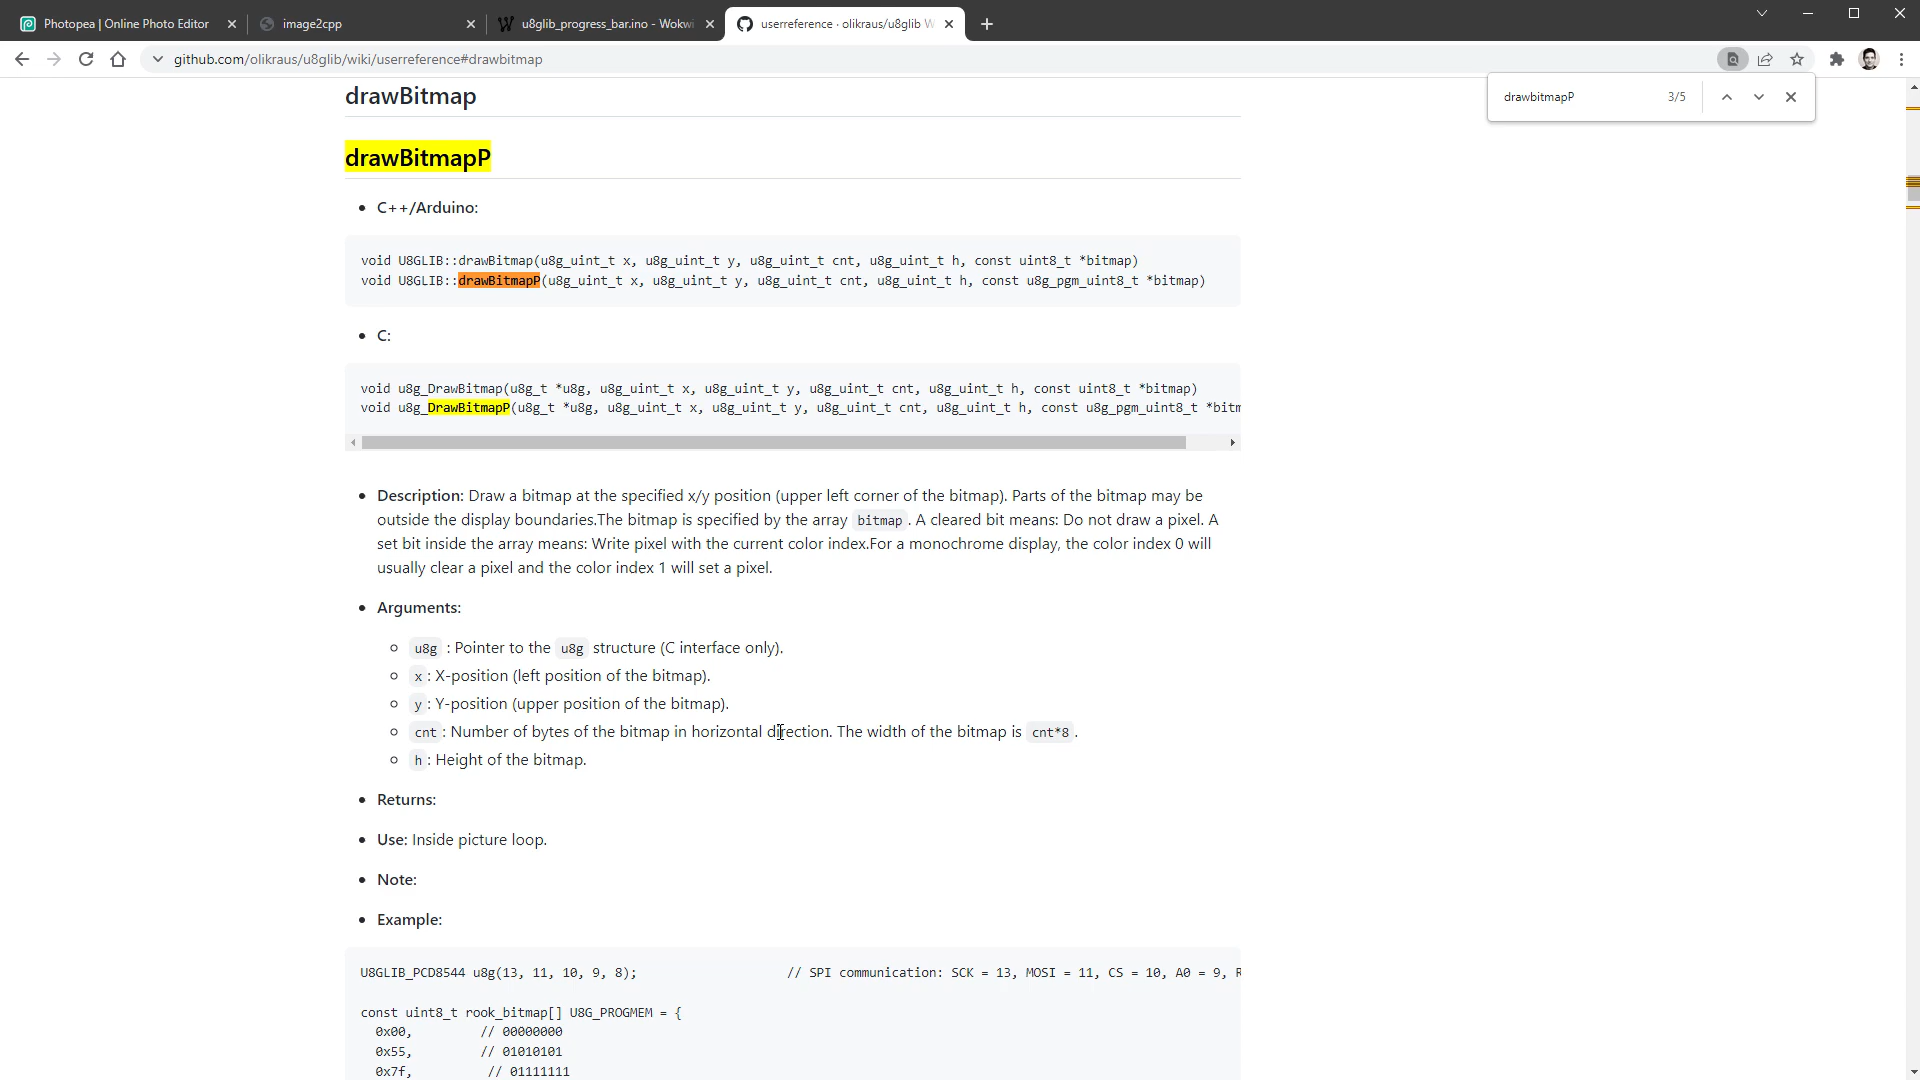 Photopea | Online Photo Editor
image2cpp
u8glib_progress_bar.ino - Wokwi
userreference · olikraus/u8glib W
github.com/olikraus/u8glib/wiki/userreference#drawbitmap
drawbitmapP 3/5
drawBitmap
drawBitmapP
C++/Arduino:
void U8GLIB::drawBitmap(u8g_uint_t x, u8g_uint_t y, u8g_uint_t cnt, u8g_uint_t h, const uint8_t *bitmap)
void U8GLIB::drawBitmapP(u8g_uint_t x, u8g_uint_t y, u8g_uint_t cnt, u8g_uint_t h, const u8g_pgm_uint8_t *bitmap)
C:
void u8g_DrawBitmap(u8g_t *u8g, u8g_uint_t x, u8g_uint_t y, u8g_uint_t cnt, u8g_uint_t h, const uint8_t *bitmap)
void u8g_DrawBitmapP(u8g_t *u8g, u8g_uint_t x, u8g_uint_t y, u8g_uint_t cnt, u8g_uint_t h, const u8g_pgm_uint8_t *bitm
Description: Draw a bitmap at the specified x/y position (upper left corner of the bitmap). Parts of the bitmap may be
outside the display boundaries.The bitmap is specified by the array bitmap. A cleared bit means: Do not draw a pixel. A
set bit inside the array means: Write pixel with the current color index.For a monochrome display, the color index 0 will
usually clear a pixel and the color index 1 will set a pixel.
Arguments:
u8g : Pointer to the u8g structure (C interface only).
x : X-position (left position of the bitmap).
y : Y-position (upper position of the bitmap).
cnt : Number of bytes of the bitmap in horizontal direction. The width of the bitmap is cnt*8.
h : Height of the bitmap.
Returns:
Use: Inside picture loop.
Note:
Example:
U8GLIB_PCD8544 u8g(13, 11, 10, 9, 8); // SPI communication: SCK = 13, MOSI = 11, CS = 10, A0 = 9, R
const uint8_t rook_bitmap[] U8G_PROGMEM = {
0x00, // 00000000
0x55, // 01010101
0x7f, // 01111111